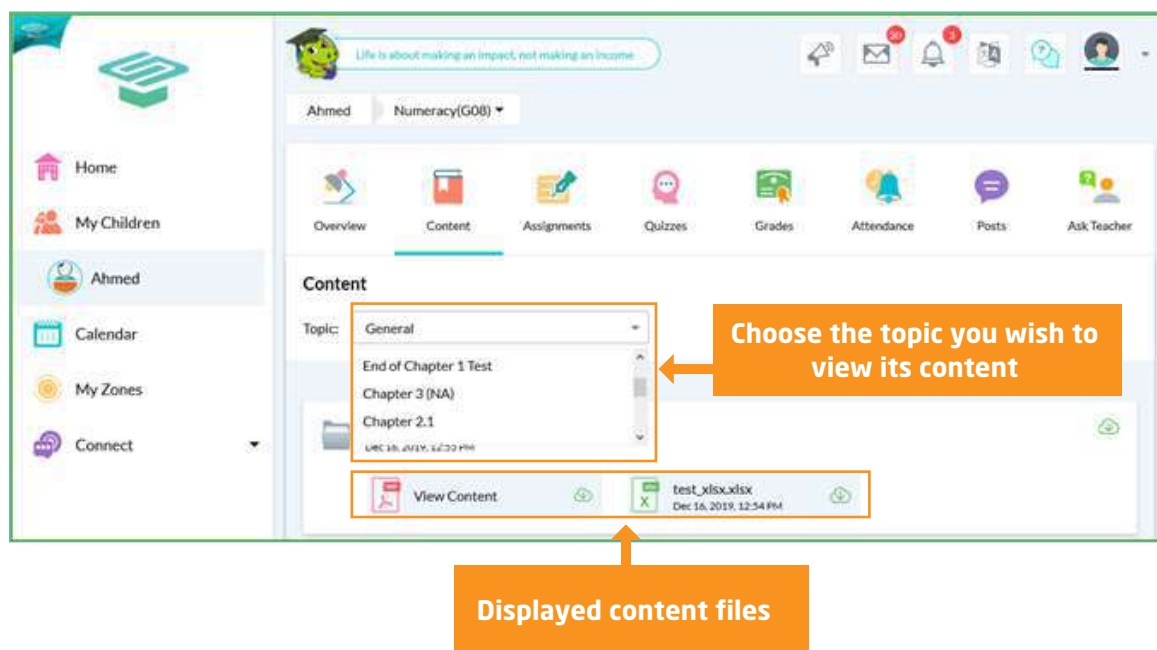 Life is about making an impact, not making an income
30
3
Ahmed
Numeracy(G08)
Home
My Children
Ahmed
Calendar
My Zones
Connect
Overview
Content
Assignments
Quizzes
Grades
Attendance
Posts
Ask Teacher
Content
Topic:
General
End of Chapter 1 Test
Chapter 3 (NA)
Chapter 2.1
Dec 16, 2019, 12:53 PM
View Content
test_xlsx.xlsx
Dec 16, 2019, 12:54 PM
Choose the topic you wish to
view its content
Displayed content files